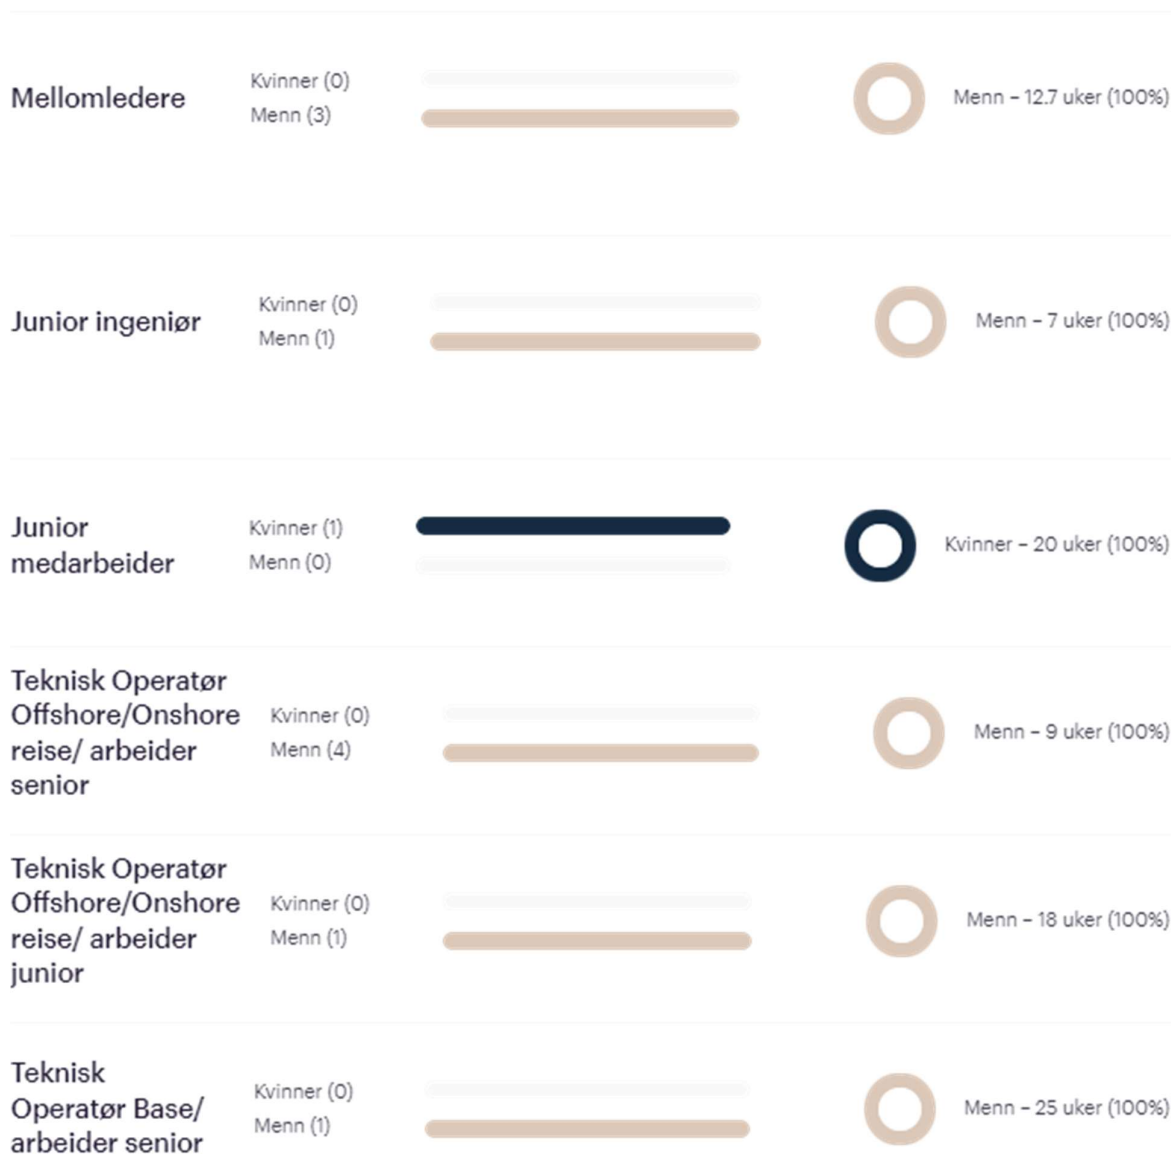 Mellomledere
Kvinner (0)
Menn (3)
Menn – 12.7 uker (100%)
Junior ingeniør
Kvinner (0)
Menn (1)
Menn – 7 uker (100%)
Junior
medarbeider
Kvinner (1)
Menn (0)
Kvinner – 20 uker (100%)
Teknisk Operatør
Offshore/Onshore
reise/ arbeider
senior
Kvinner (0)
Menn (4)
Menn – 9 uker (100%)
Teknisk Operatør
Offshore/Onshore
reise/ arbeider
junior
Kvinner (0)
Menn (1)
Menn – 18 uker (100%)
Teknisk
Operatør Base/
arbeider senior
Kvinner (0)
Menn (1)
Menn – 25 uker (100%)